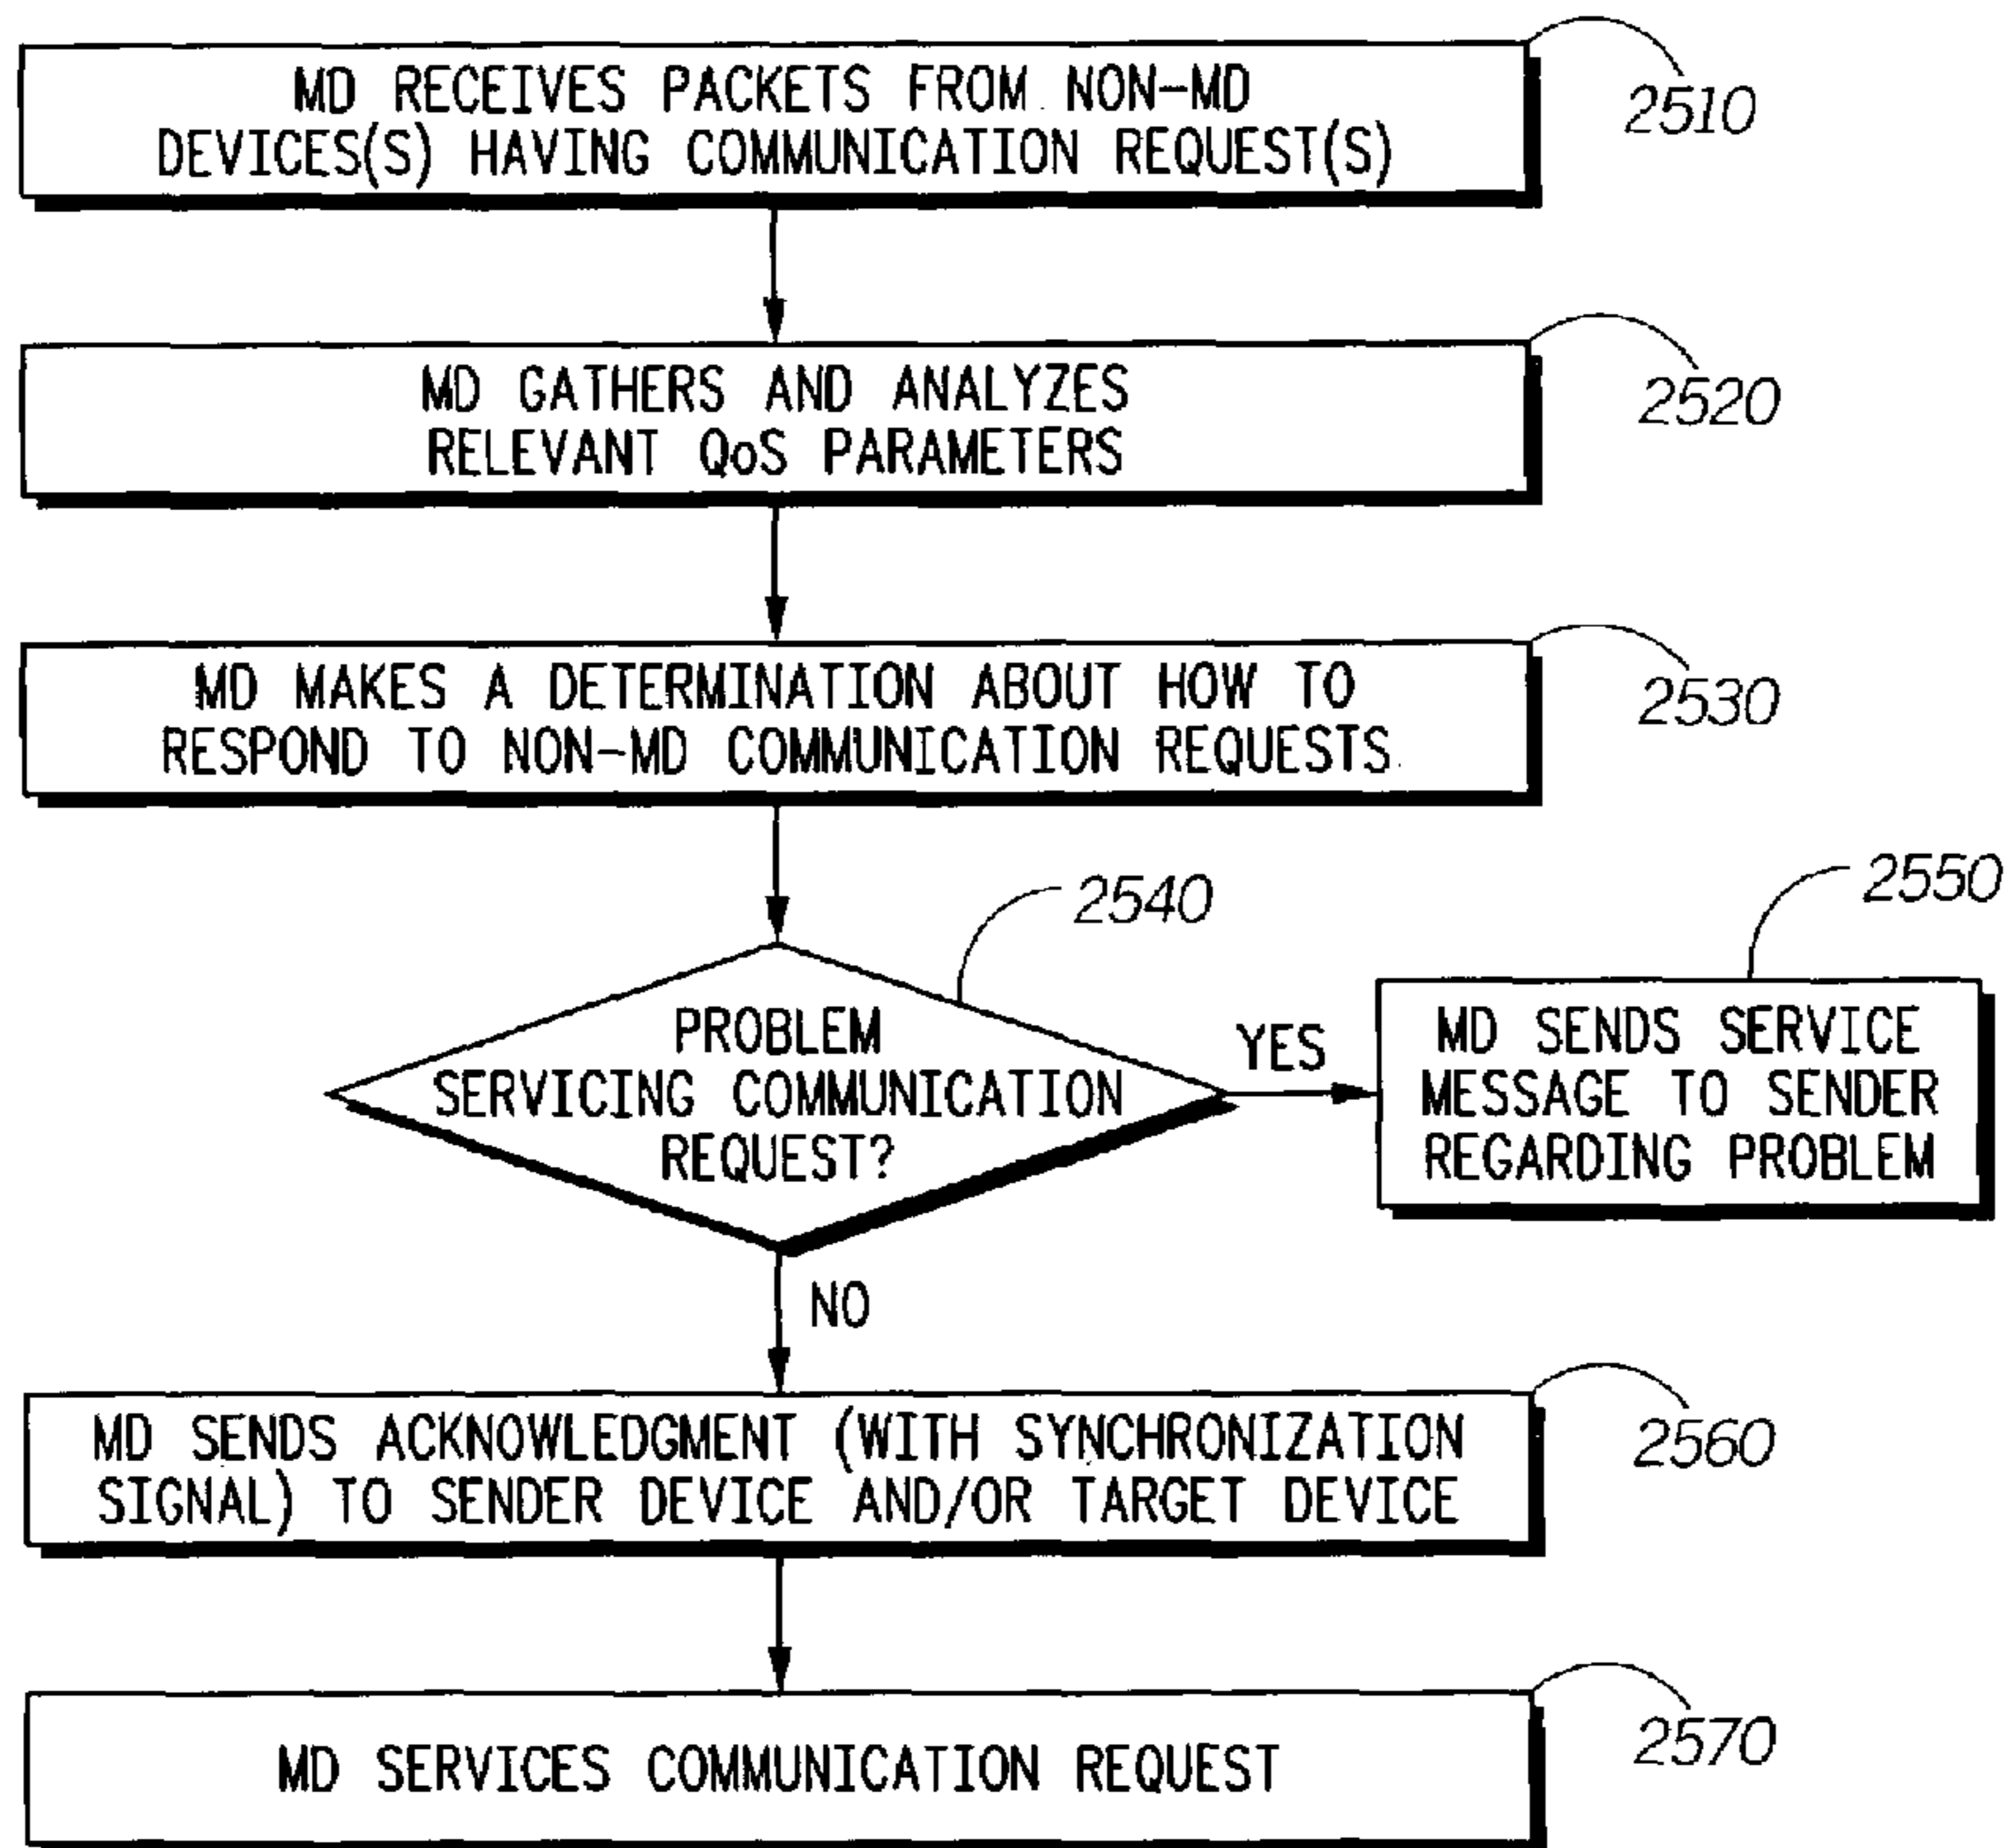 MD RECEIVES PACKETS FROM NON-MD
DEVICES(S) HAVING COMMUNICATION REQUEST(S)
2510
MD GATHERS AND ANALYZES
RELEVANT QoS PARAMETERS
2520
MD MAKES A DETERMINATION ABOUT HOW TO
RESPOND TO NON-MD COMMUNICATION REQUESTS
2530
2540
PROBLEM
SERVICING COMMUNICATION
REQUEST?
YES
2550
MD SENDS SERVICE
MESSAGE TO SENDER
REGARDING PROBLEM
NO
MD SENDS ACKNOWLEDGMENT (WITH SYNCHRONIZATION
SIGNAL) TO SENDER DEVICE AND/OR TARGET DEVICE
2560
MD SERVICES COMMUNICATION REQUEST
2570